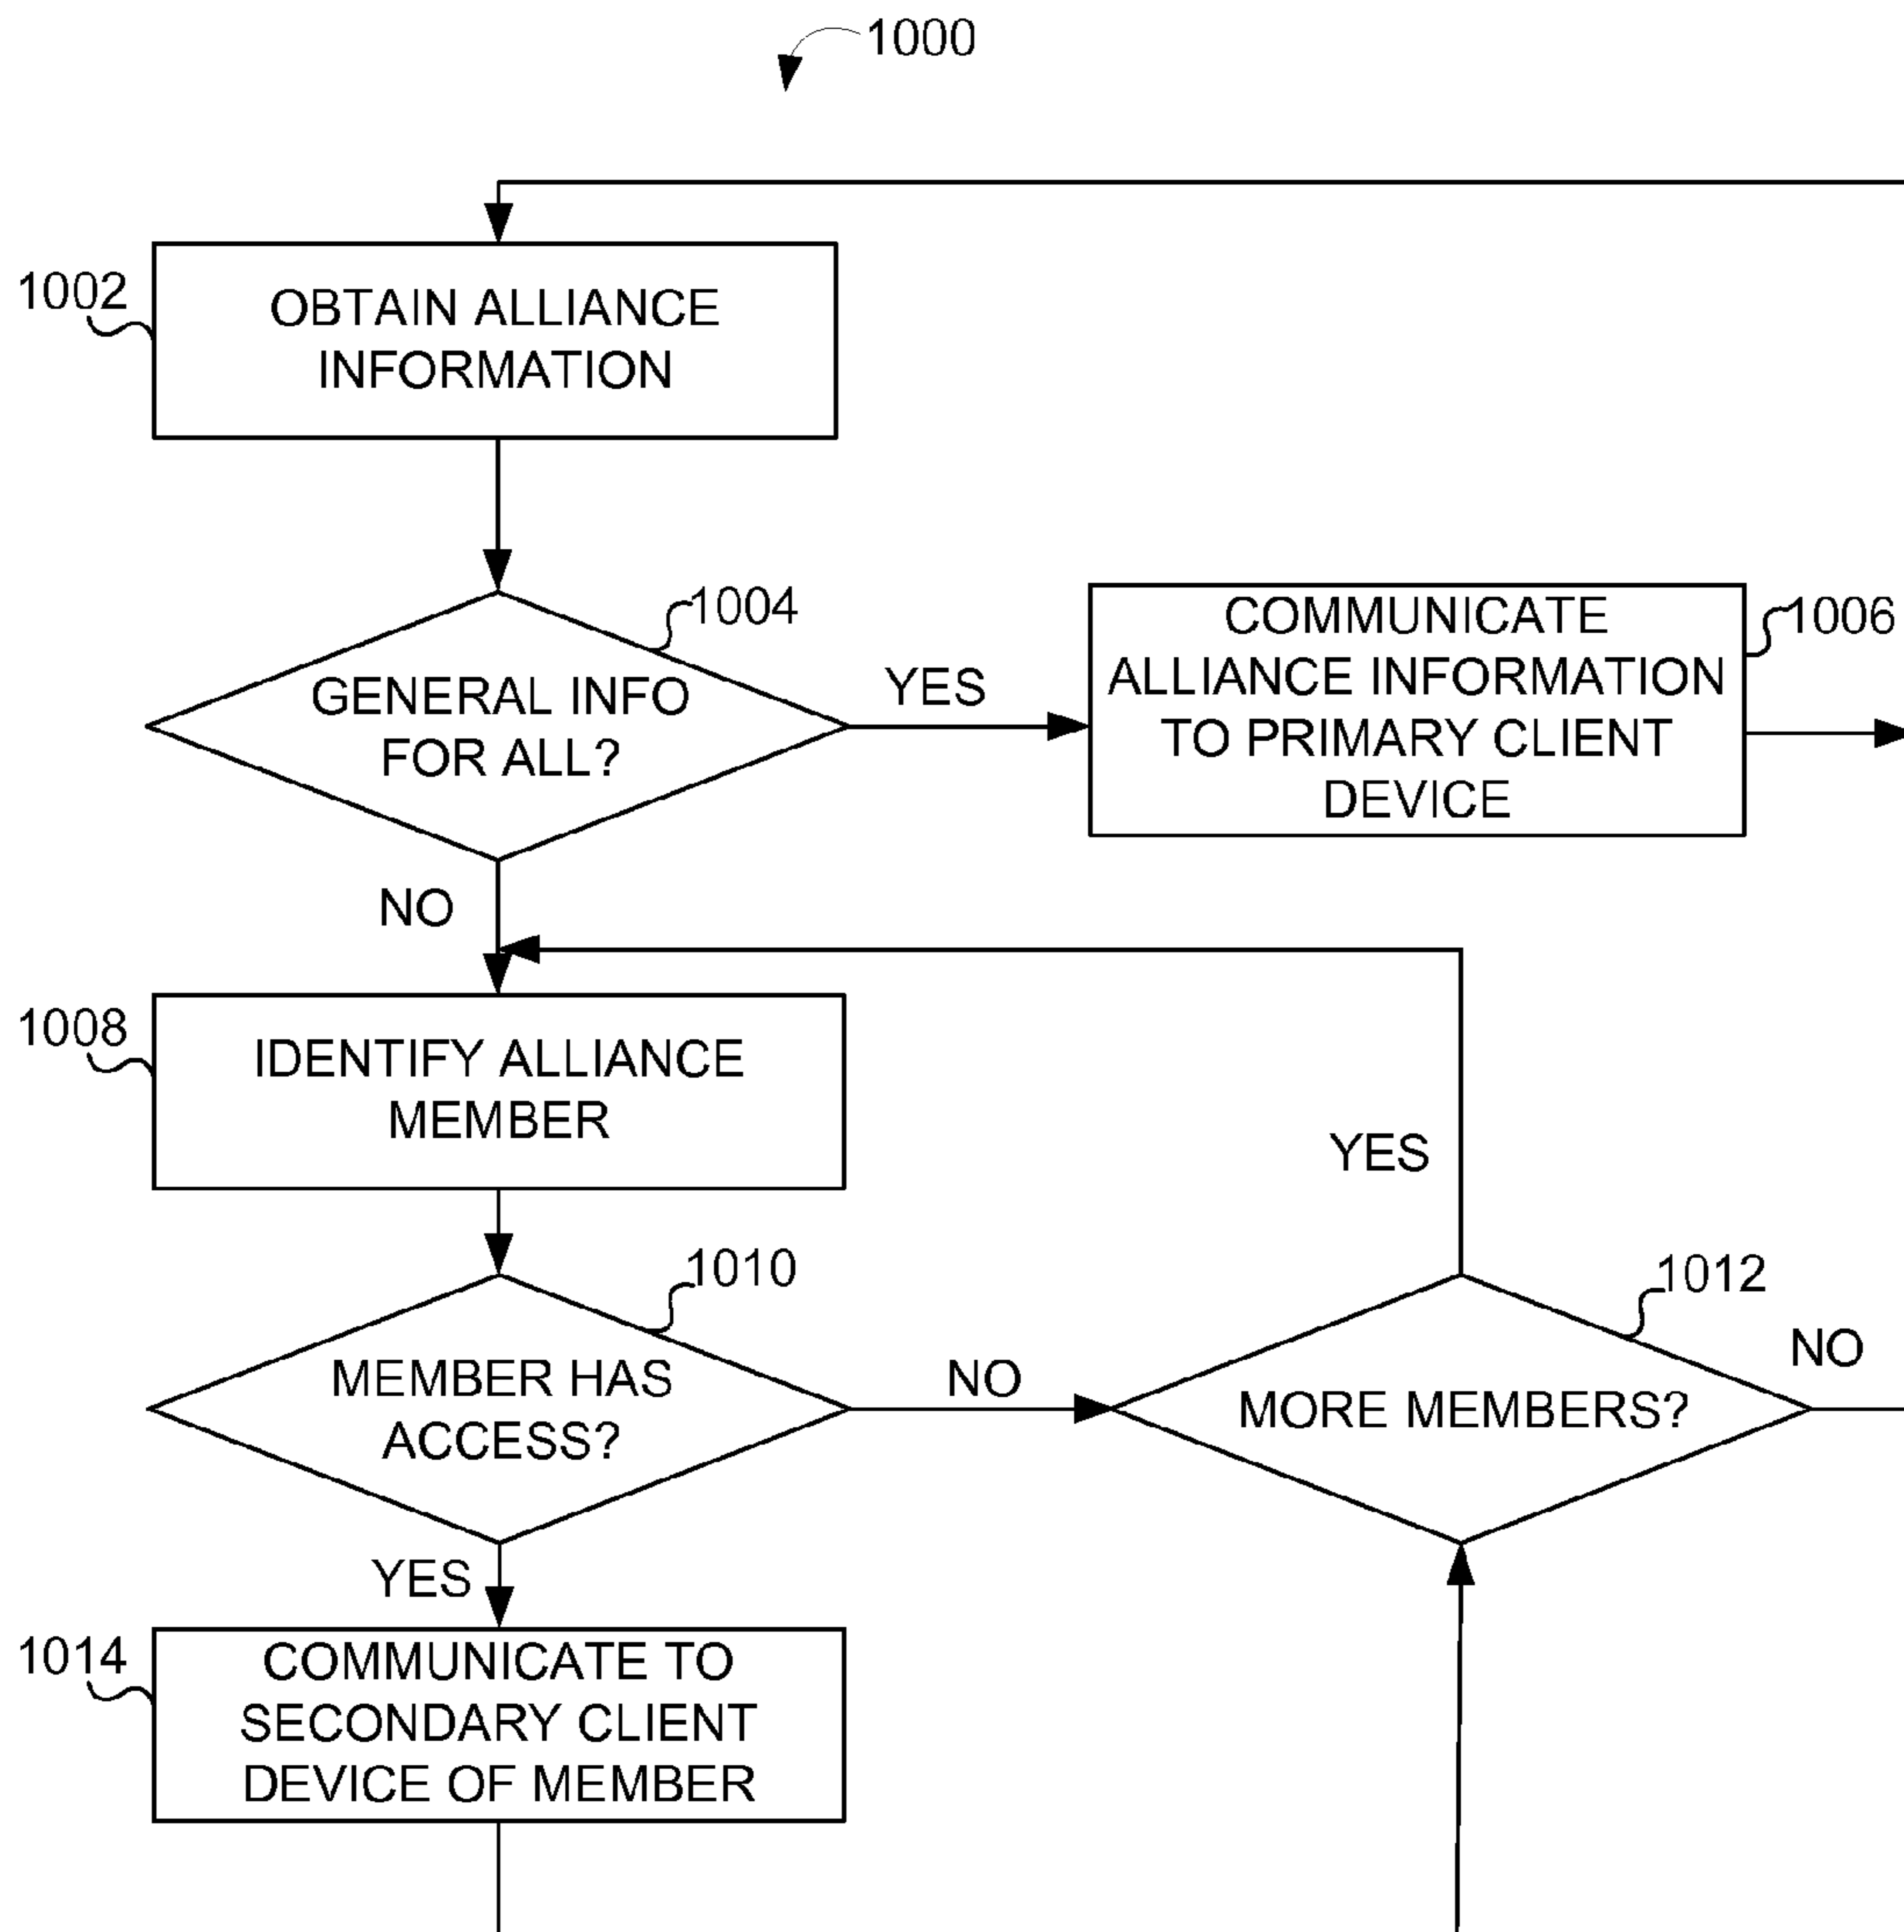 1000
1002
OBTAIN ALLIANCE
INFORMATION
1004
GENERAL INFO
FOR ALL?
YES
COMMUNICATE
ALLIANCE INFORMATION
TO PRIMARY CLIENT
DEVICE
1006
NO
1008
IDENTIFY ALLIANCE
MEMBER
YES
1010
MEMBER HAS
ACCESS?
NO
1012
MORE MEMBERS?
NO
YES
1014
COMMUNICATE TO
SECONDARY CLIENT
DEVICE OF MEMBER